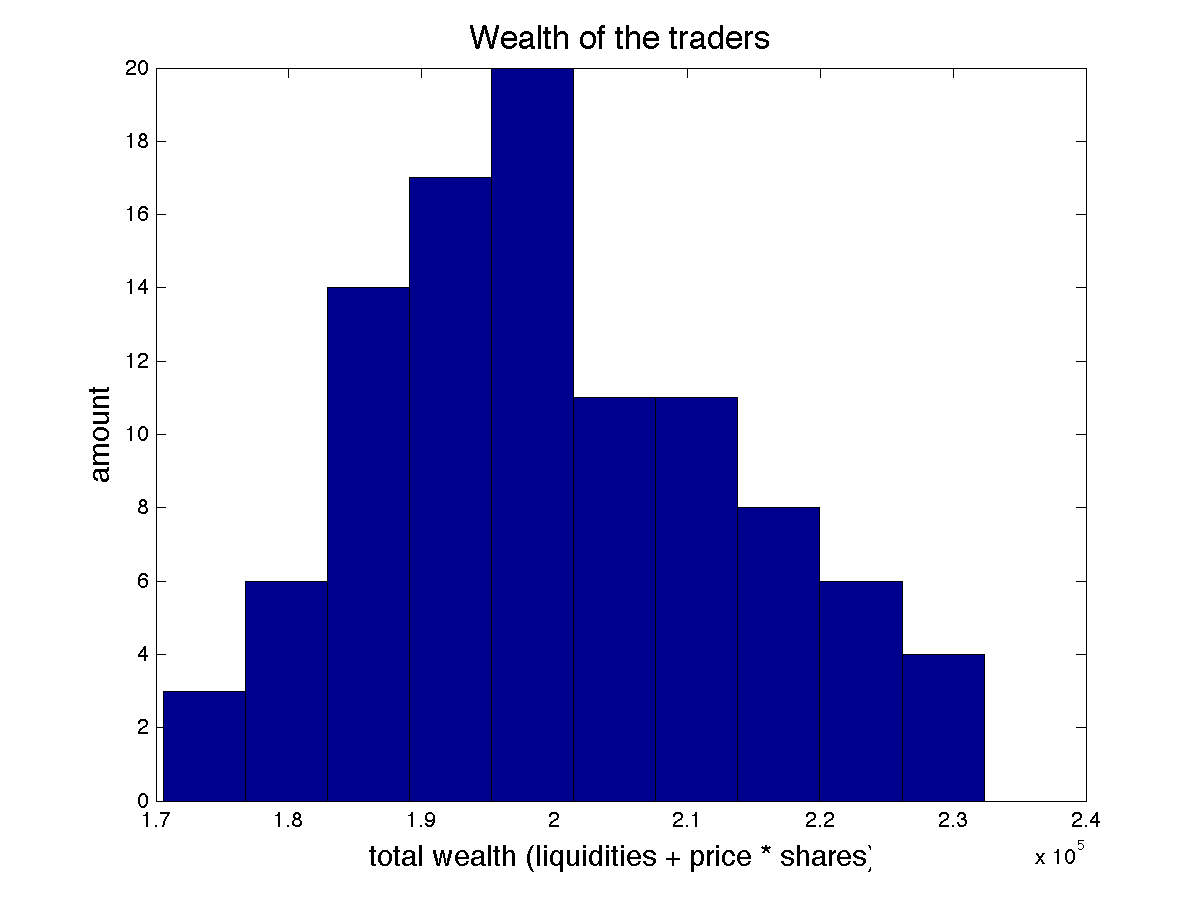 Wealth of the traders
20
18
16
14
12
10
8
6
4
2
0
amount
1.7 1.8 1.9 2 2.1 2.2 2.3 2.4
x 10^5
total wealth (liquidities + price * shares)